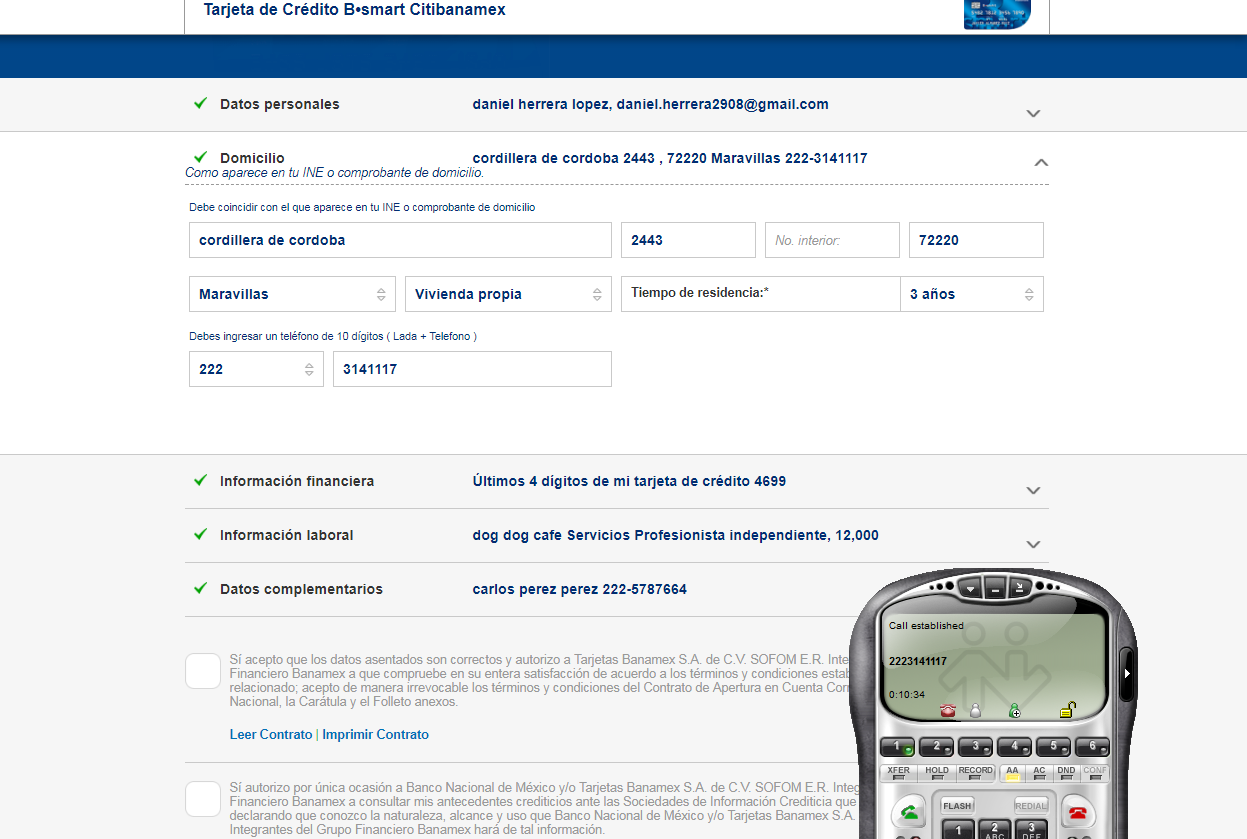 Tarjeta de Crédito B•smart Citibanamex
Datos personales
daniel herrera lopez, daniel.herrera2908@gmail.com
Domicilio
cordillera de cordoba 2443 , 72220 Maravillas 222-3141117
Como aparece en tu INE o comprobante de domicilio.
Debe coincidir con el que aparece en tu INE o comprobante de domicilio
cordillera de cordoba
2443
No. interior:
72220
Maravillas
Vivienda propia
Tiempo de residencia:*
3 años
Debes ingresar un teléfono de 10 dígitos ( Lada + Telefono )
222
3141117
Información financiera
Últimos 4 dígitos de mi tarjeta de crédito 4699
Información laboral
dog dog cafe Servicios Profesionista independiente, 12,000
Datos complementarios
carlos perez perez 222-5787664
Sí acepto que los datos asentados son correctos y autorizo a Tarjetas Banamex S.A. de C.V. SOFOM E.R. Inte
Financiero Banamex a que compruebe en su entera satisfacción de acuerdo a los términos y condiciones estab
relacionado; acepto de manera irrevocable los términos y condiciones del Contrato de Apertura en Cuenta Corr
Nacional, la Carátula y el Folleto anexos.
Leer Contrato | Imprimir Contrato
Sí autorizo por única ocasión a Banco Nacional de México y/o Tarjetas Banamex S.A. de C.V. SOFOM E.R. Integ
Financiero Banamex a consultar mis antecedentes crediticios ante las Sociedades de Información Crediticia que
declarando que conozco la naturaleza, alcance y uso que Banco Nacional de México y/o Tarjetas Banamex S.A.
Integrantes del Grupo Financiero Banamex hará de tal información.
Call established
2223141117
0:10:34
1 2 3 4 5 6
XFER HOLD RECORD AA AC DND CONF
FLASH REDIAL
1 2 3
ABC DEF